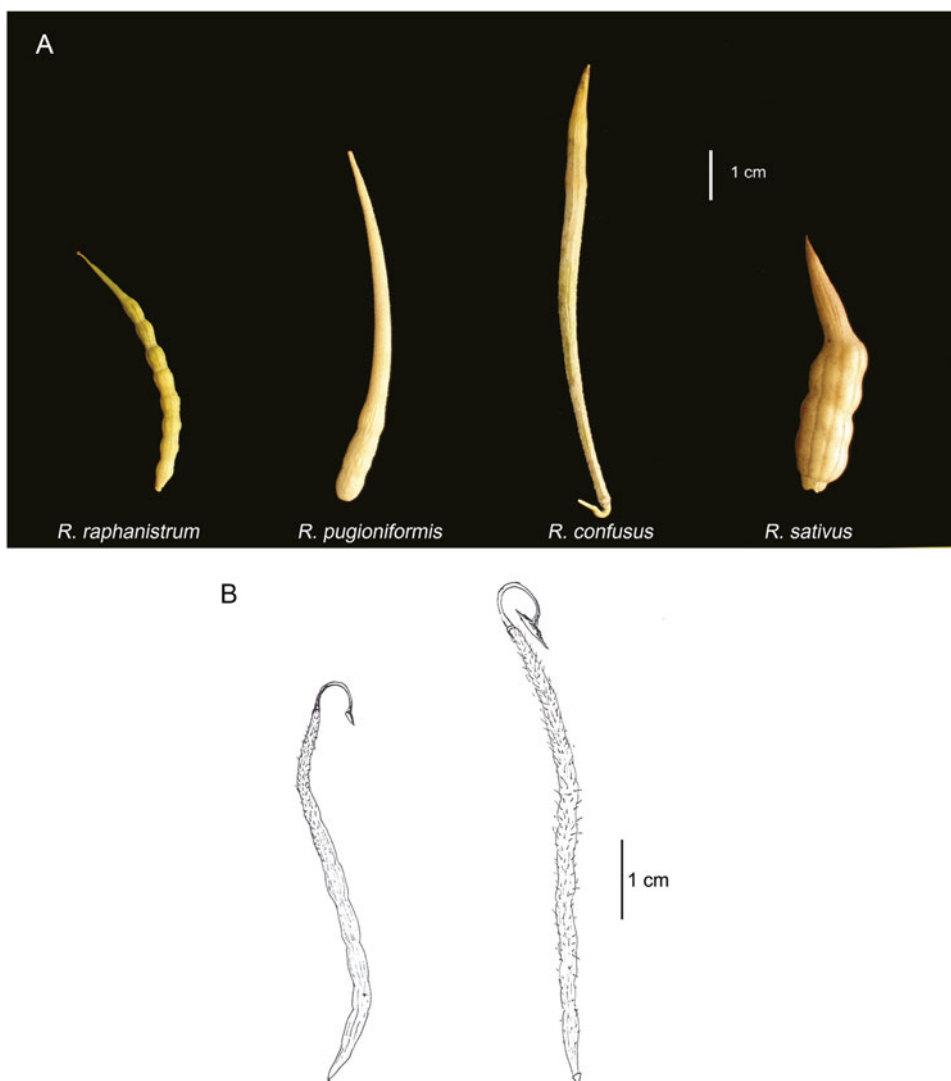 A
1 cm
R. raphanistrum R. pugioniformis R. confusus R. sativus
B
1 cm